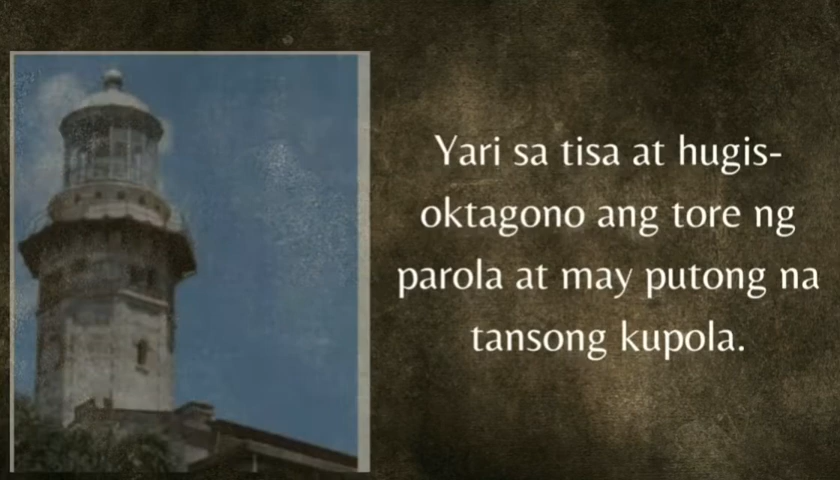 Yari sa tisa at hugis-
oktagono ang tore ng
parola at may putong na
tansong kupola.